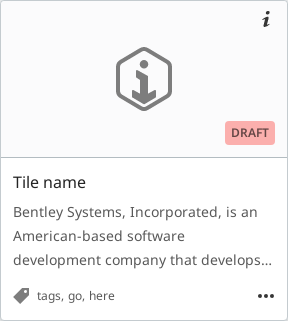 DRAFT
Tile name
Bentley Systems, Incorporated, is an
American-based software
development company that develops...
tags, go, here